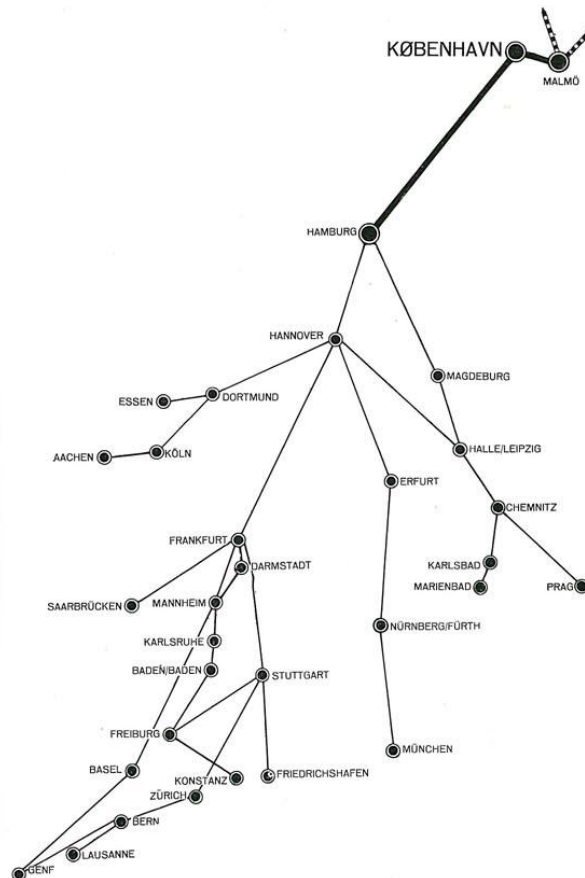 KØBENHAVN
MALMÖ
HAMBURG
HANNOVER
MAGDEBURG
ESSEN
DORTMUND
AACHEN
KÖLN
HALLE/LEIPZIG
ERFURT
CHEMNITZ
FRANKFURT
DARMSTADT
KARLSBAD
MARIENBAD
PRAG
SAARBRÜCKEN
MANNHEIM
KARLSRUHE
NÜRNBERG/FÜRTH
BADEN/BADEN
STUTTGART
FREIBURG
MÜNCHEN
BASEL
KONSTANZ
FRIEDRICHSHAFEN
ZÜRICH
BERN
LAUSANNE
GENF